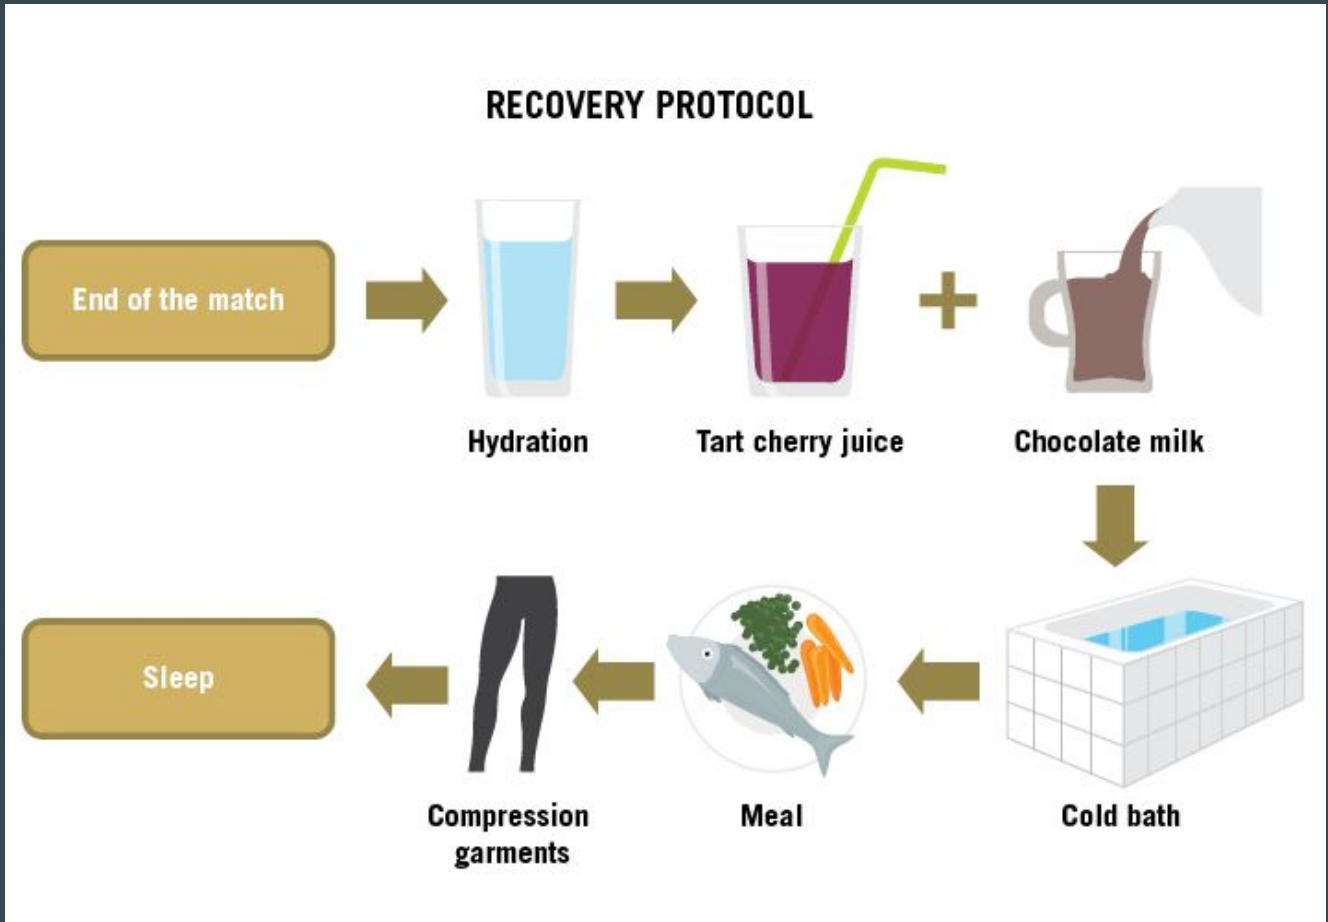 RECOVERY PROTOCOL
End of the match
Hydration
Tart cherry juice
Chocolate milk
Sleep
Compression
garments
Meal
Cold bath